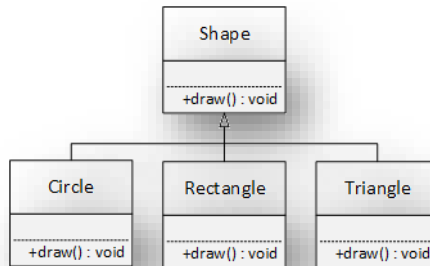 Shape
+draw() : void
Circle
+draw() : void
Rectangle
+draw() : void
Triangle
+draw() : void